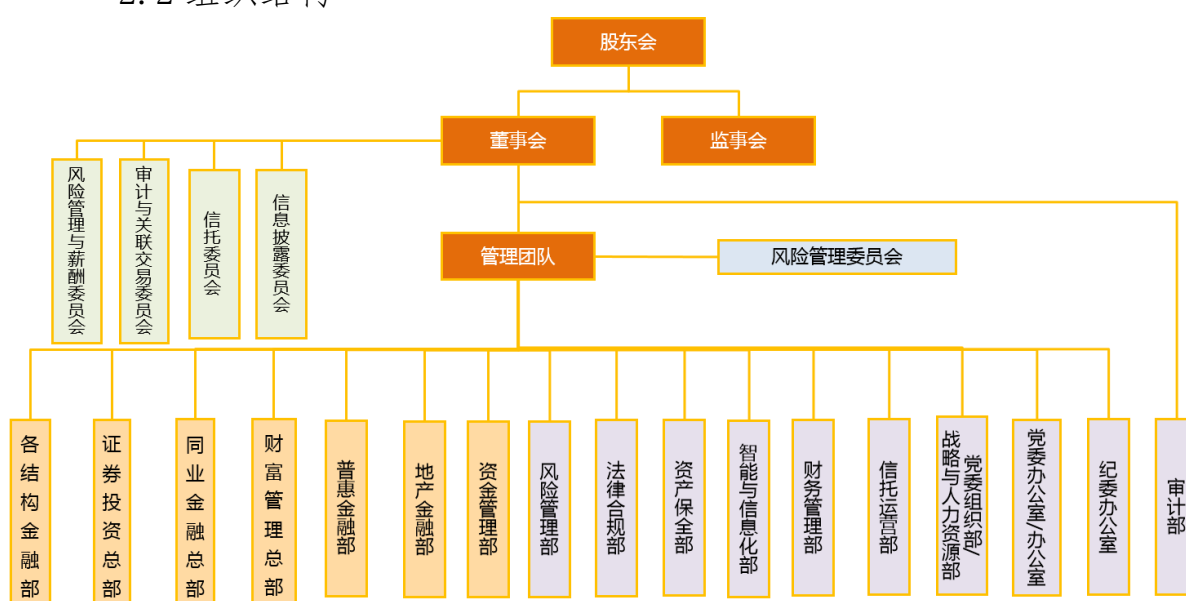 2.2 组织结构
股东会
董事会
监事会
风险管理与薪酬委员会
审计与关联交易委员会
信托委员会
信息披露委员会
管理团队
风险管理委员会
各结构金融部
证券投资总部
同业金融总部
财富管理总部
普惠金融部
地产金融部
资金管理部
风险管理部
法律合规部
资产保全部
智能与信息化部
财务管理部
信托运营部
党委组织部/
战略与人力资源部
党委办公室/办公室
纪委办公室
审计部